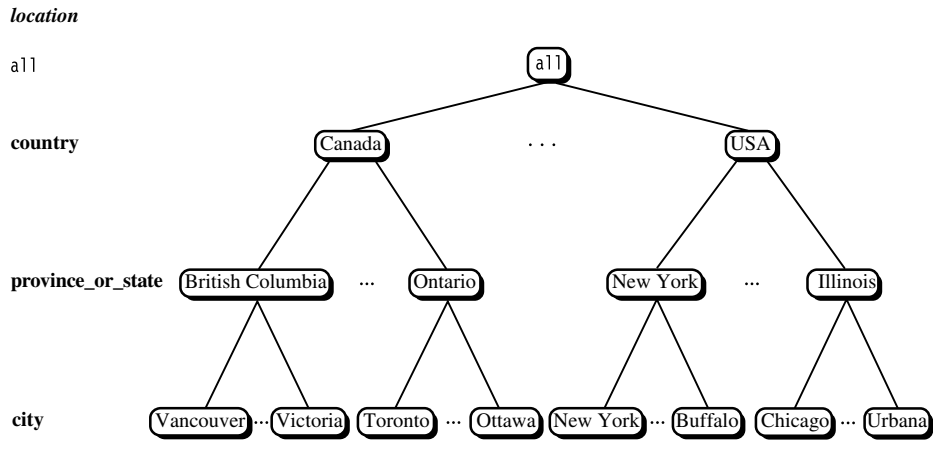 location
all all
country Canada . . . USA
province_or_state British Columbia ... Ontario New York ... Illinois
city Vancouver ... Victoria Toronto ... Ottawa New York ... Buffalo Chicago ... Urbana